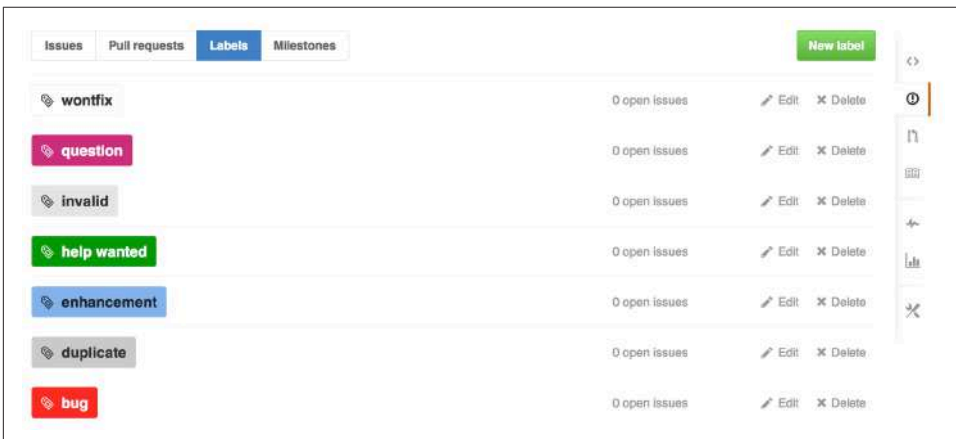 Issues Pull requests Labels Milestones New label
wontfix 0 open issues Edit Delete
question 0 open issues Edit Delete
invalid 0 open issues Edit Delete
help wanted 0 open issues Edit Delete
enhancement 0 open issues Edit Delete
duplicate 0 open issues Edit Delete
bug 0 open issues Edit Delete